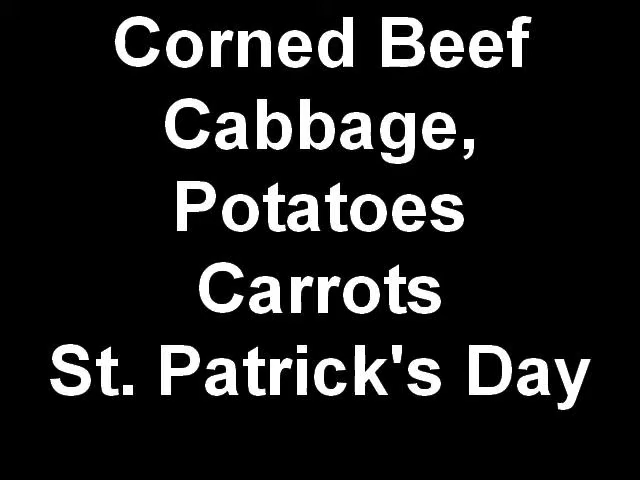 Corned Beef
Cabbage,
Potatoes
Carrots
St. Patrick's Day